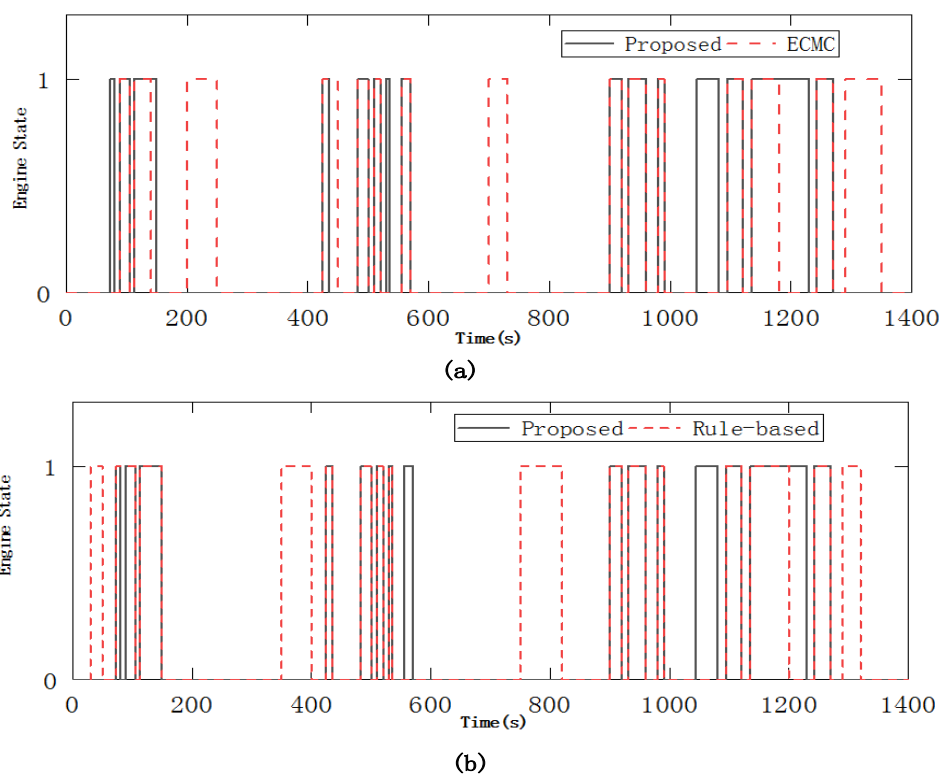 Proposed ECMC
1
Engine State
0
0 200 400 600 800 1000 1200 1400
Time(s)
(a)
Proposed Rule-based
1
Engine State
0
0 200 400 600 800 1000 1200 1400
Time(s)
(b)